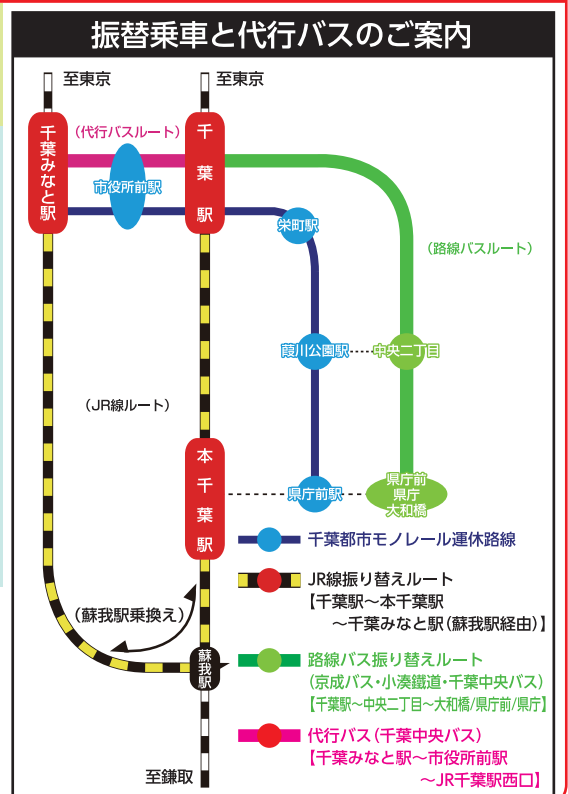 振替乗車と代行バスのご案内
至東京
至東京
千葉みなと駅
(代行バスルート)
千葉駅
市役所前駅
栄町駅
(路線バスルート)
葭川公園駅
中央二丁目
(JR線ルート)
本千葉駅
県庁前駅
県庁前
県庁
大和橋
千葉都市モノレール運休路線
JR線振り替えルート
【千葉駅～本千葉駅
～千葉みなと駅(蘇我駅経由)】
(蘇我駅乗換え)
蘇我駅
路線バス振り替えルート
(京成バス・小湊鐵道・千葉中央バス)
【千葉駅～中央二丁目～大和橋/県庁前/県庁】
代行バス(千葉中央バス)
【千葉みなと駅～市役所前駅
～JR千葉駅西口】
至鎌取